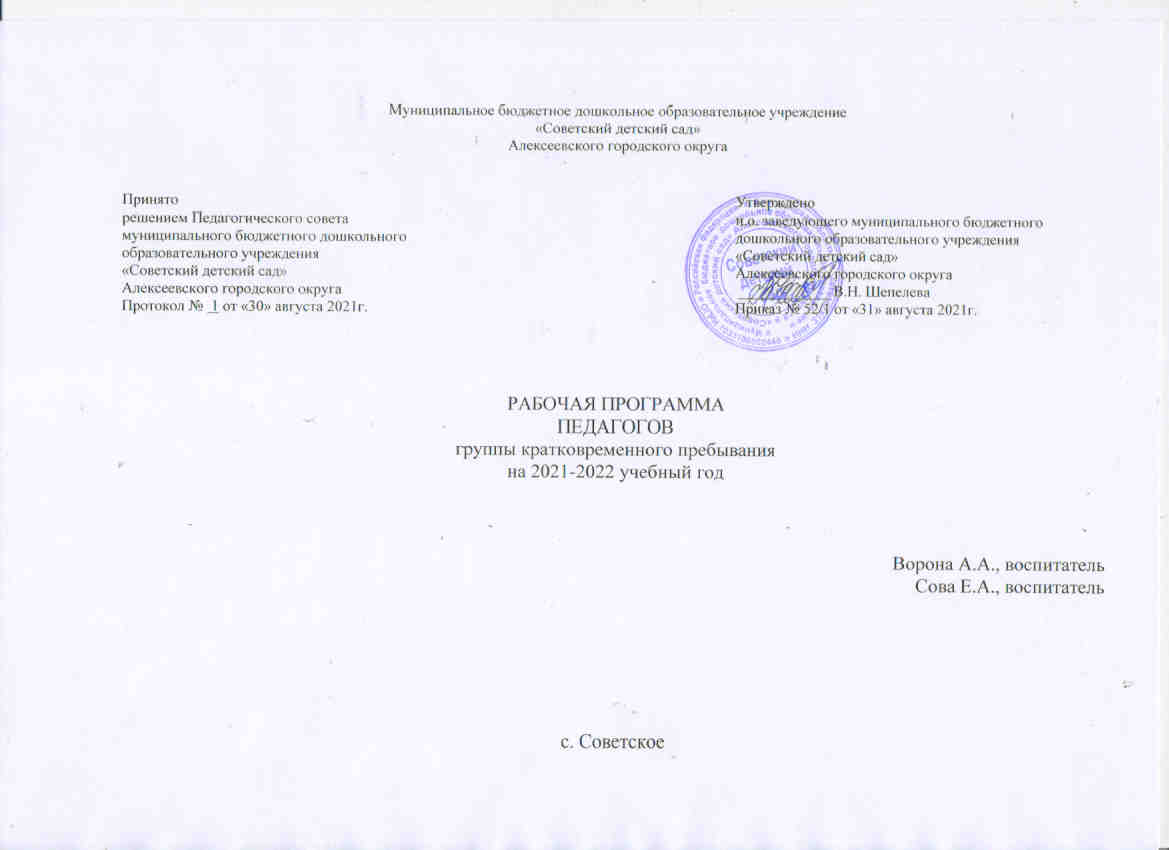 Муниципальное бюджетное дошкольное образовательное учреждение
«Советский детский сад»
Алексеевского городского округа
Принято
решением Педагогического совета
муниципального бюджетного дошкольного
образовательного учреждения
«Советский детский сад»
Алексеевского городского округа
Протокол № 1 от «30» августа 2021г.
Утверждено
и.о. заведующего муниципального бюджетного
дошкольного образовательного учреждения
«Советский детский сад»
Алексеевского городского округа
В.Н. Шепелева
Приказ № 52/1 от «31» августа 2021г.
Советский
детский
РАБОЧАЯ ПРОГРАММА
ПЕДАГОГОВ
группы кратковременного пребывания
на 2021-2022 учебный год
Ворона А.А., воспитатель
Сова Е.А., воспитатель
с. Советское